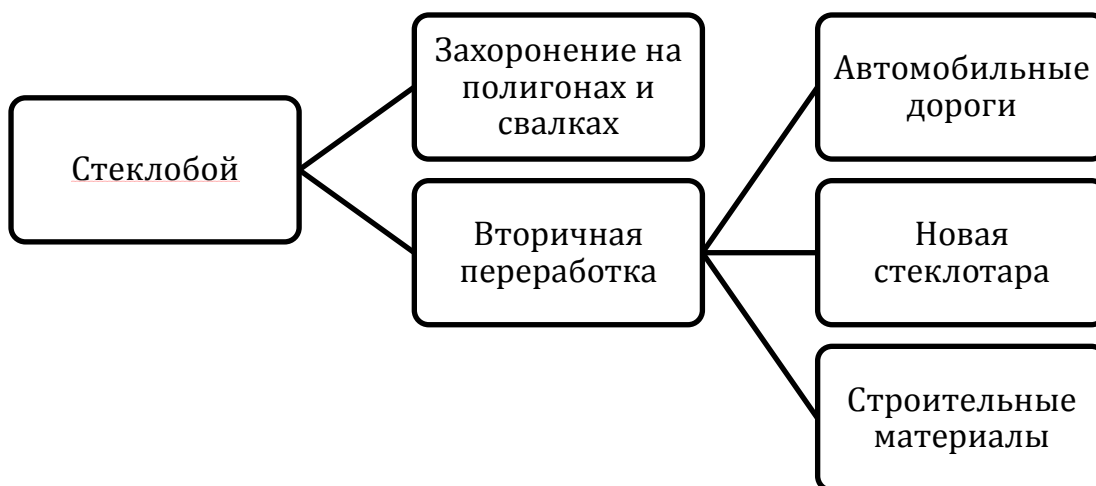 Стеклобой
Захоронение на
полигонах и
свалках
Вторичная
переработка
Автомобильные
дороги
Новая
стеклотара
Строительные
материалы